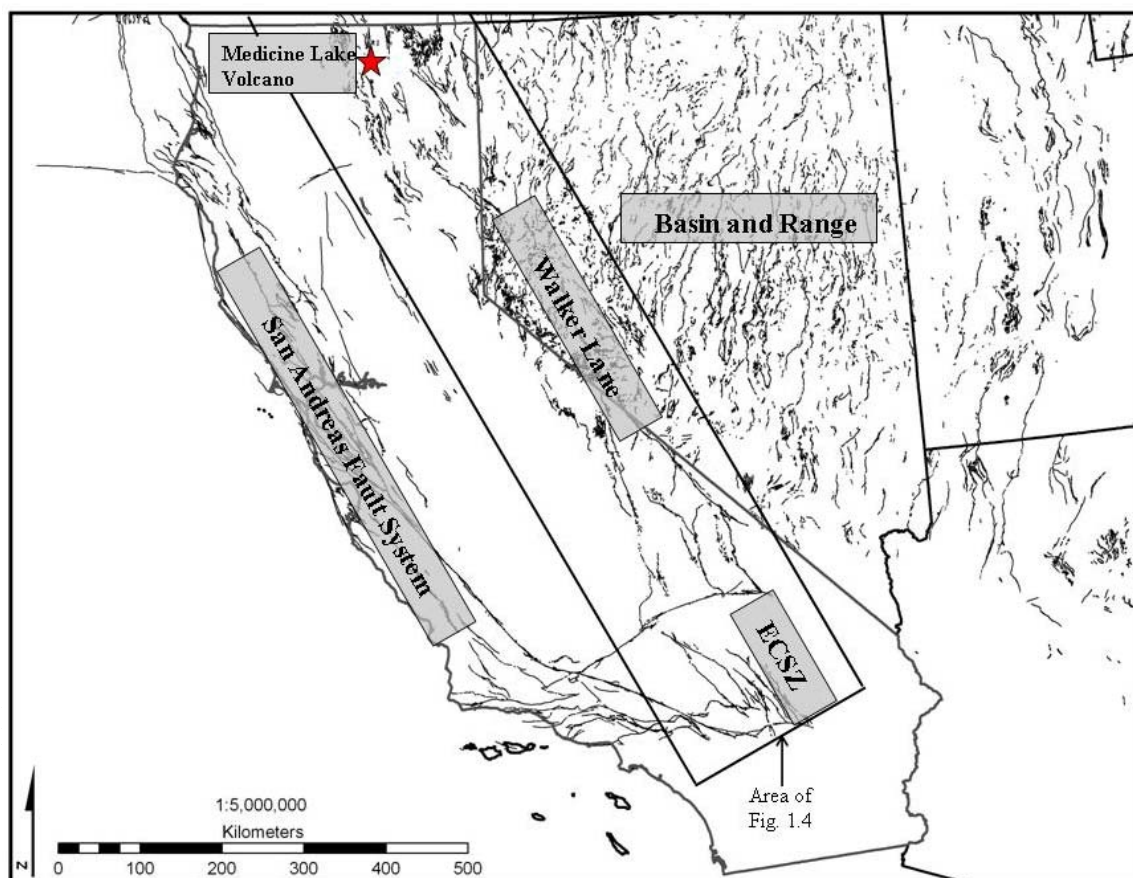 Medicine Lake
Volcano
Basin and Range
Walker Lane
San Andreas Fault System
ECSZ
Area of
Fig. 1.4
1:5,000,000
Kilometers
0 100 200 300 400 500
N